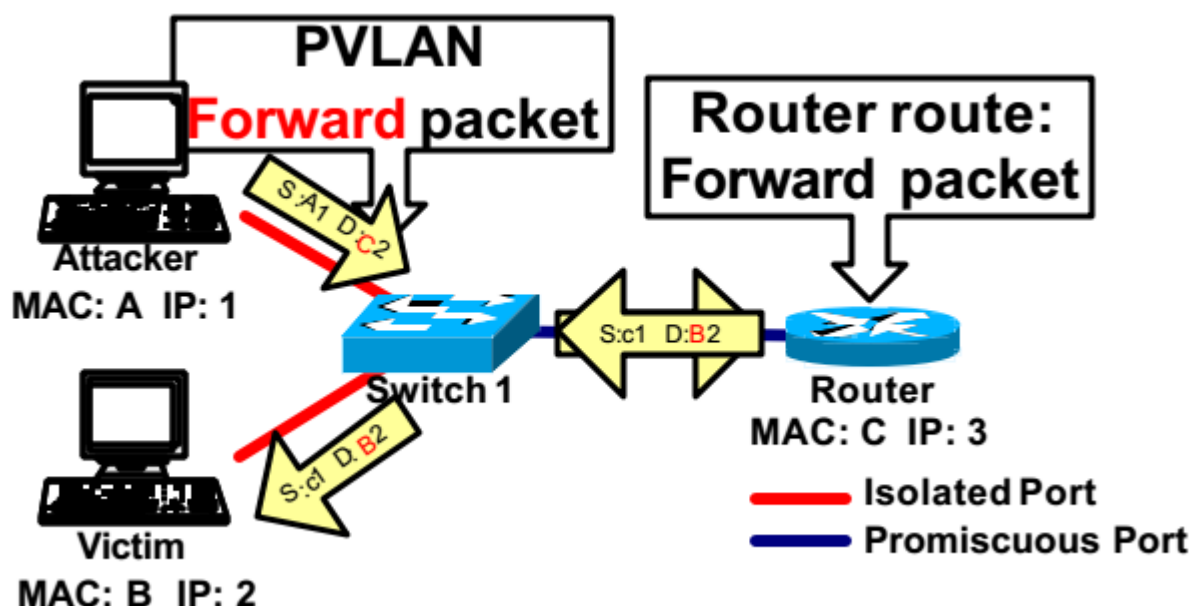 PVLAN
Forward packet
Router route:
Forward packet
S:A1 D:C2
Attacker
MAC: A IP: 1
S:c1 D:B2
Switch 1
Router
MAC: C IP: 3
S:c1 D:B2
Victim
MAC: B IP: 2
Isolated Port
Promiscuous Port